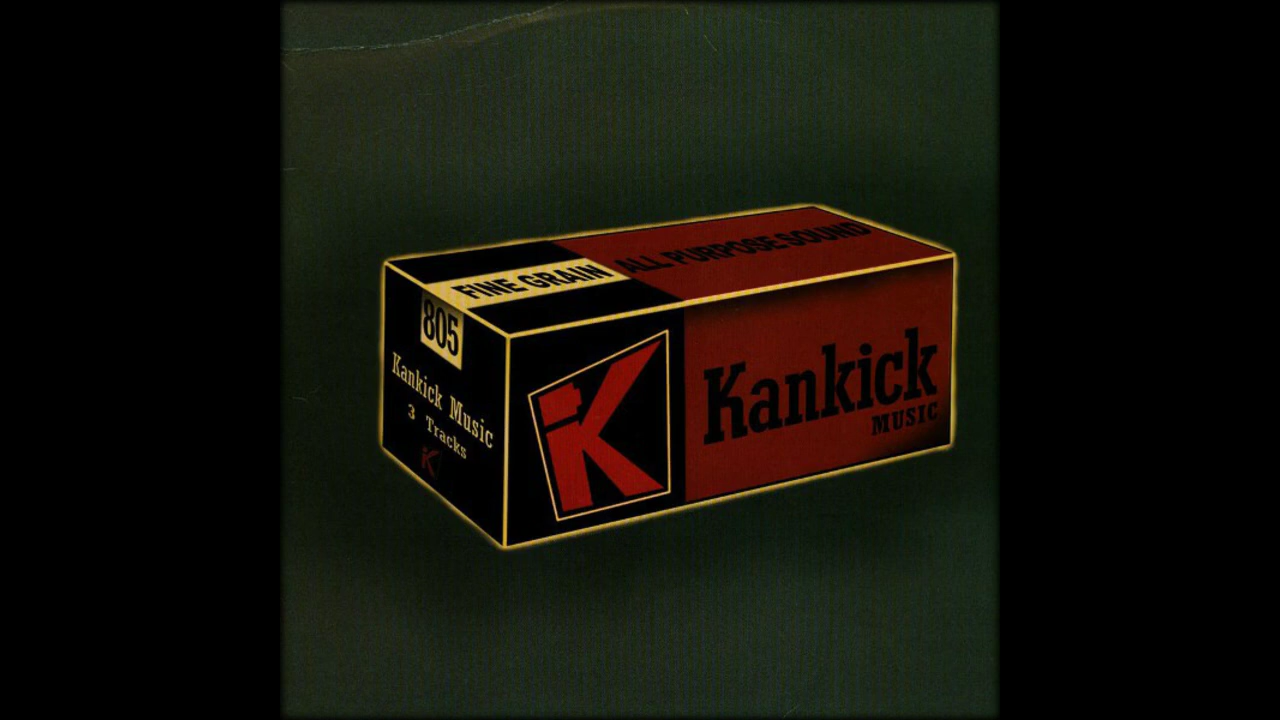 FINE GRAIN
ALL PURPOSE SOUND
805
Kankick Music
3 Tracks
K
K
Kankick
MUSIC